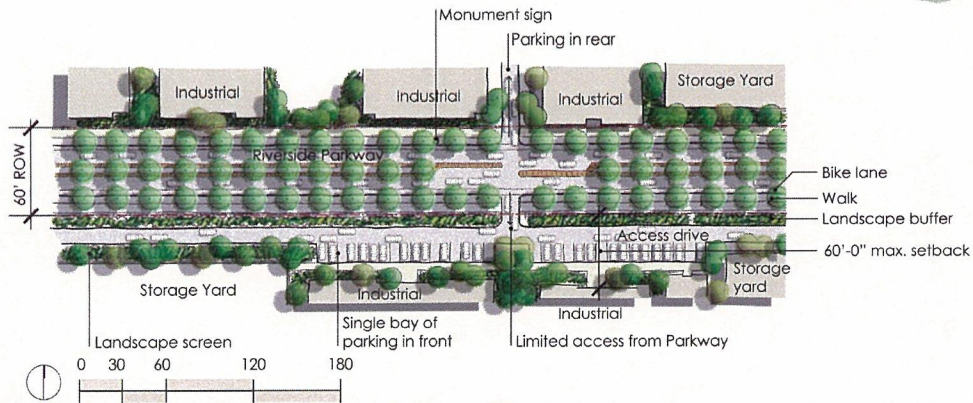 Monument sign
Parking in rear
Industrial
Industrial
Industrial
Storage Yard
Riverside Parkway
60' ROW
Bike lane
Walk
Landscape buffer
Access drive
60'-0" max. setback
Storage Yard
Industrial
Industrial
Storage
yard
Landscape screen
Single bay of
parking in front
Limited access from Parkway
0 30 60 120 180